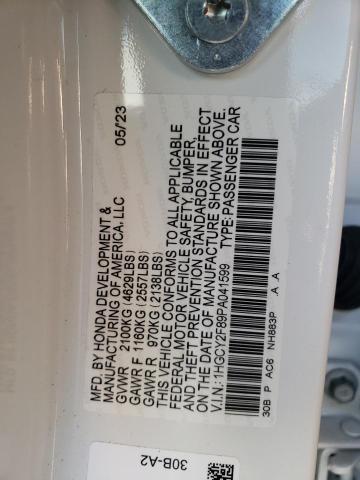 MFD. BY HONDA DEVELOPMENT & 05/23
MANUFACTURING OF AMERICA, LLC
GVWR 2100KG (4629LBS)
GAWR F 1160KG (2557LBS)
GAWR R 970KG (2138LBS)
THIS VEHICLE CONFORMS TO ALL APPLICABLE
FEDERAL MOTOR VEHICLE SAFETY, BUMPER,
AND THEFT PREVENTION STANDARDS IN EFFECT
ON THE DATE OF MANUFACTURE SHOWN ABOVE.
V.I.N.: 1HGCY2F89PA041599 TYPE: PASSENGER CAR
30B P AC6 NH883P A A
30B-A2